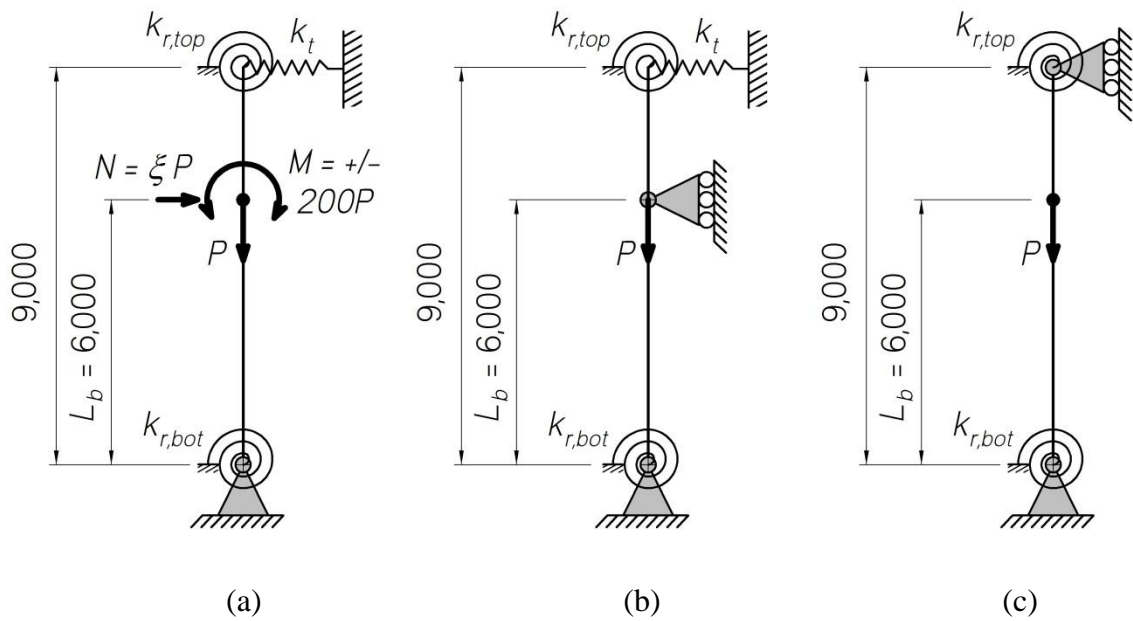 k_{r,top} k_t
N = ξ P
M = +/- 200P
P
9,000
L_b = 6,000
k_{r,bot}
(a)
k_{r,top} k_t
P
9,000
L_b = 6,000
k_{r,bot}
(b)
k_{r,top}
P
9,000
L_b = 6,000
k_{r,bot}
(c)